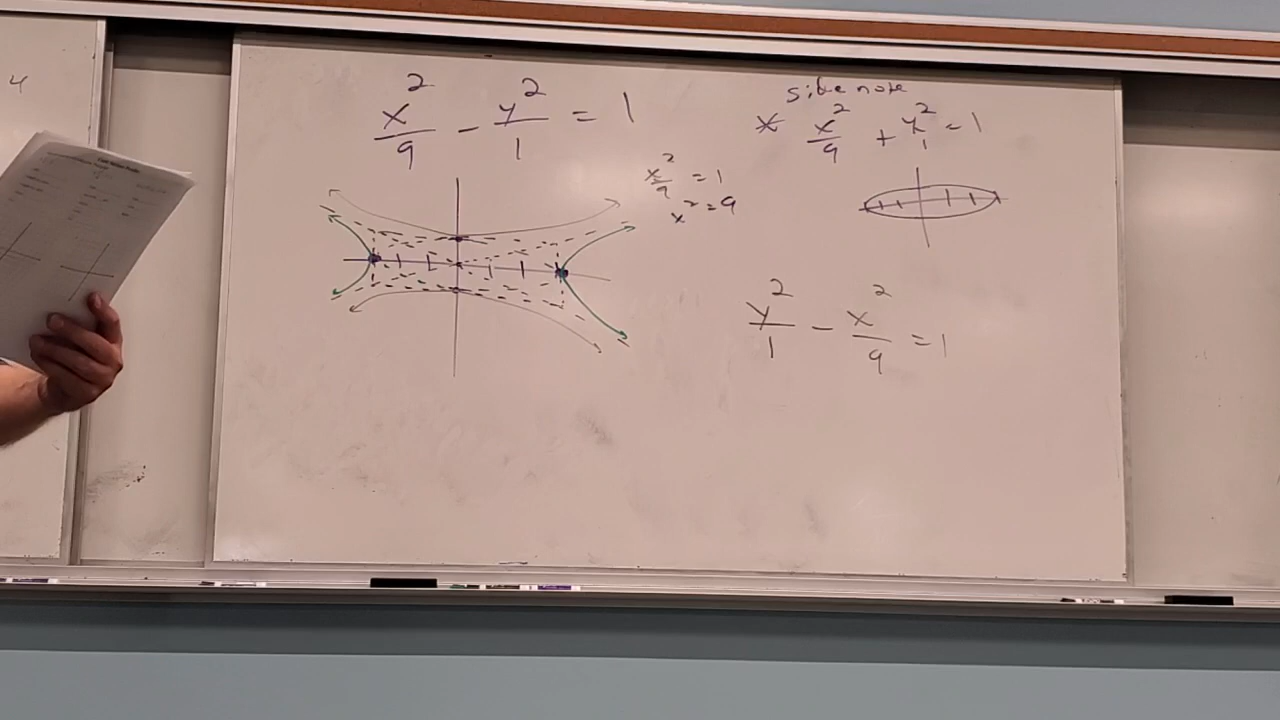 4
x²/9 - y²/1 = 1
side note
* x²/9 + y²/1 = 1
x²/9 = 1
x² = 9
y²/1 - x²/9 = 1